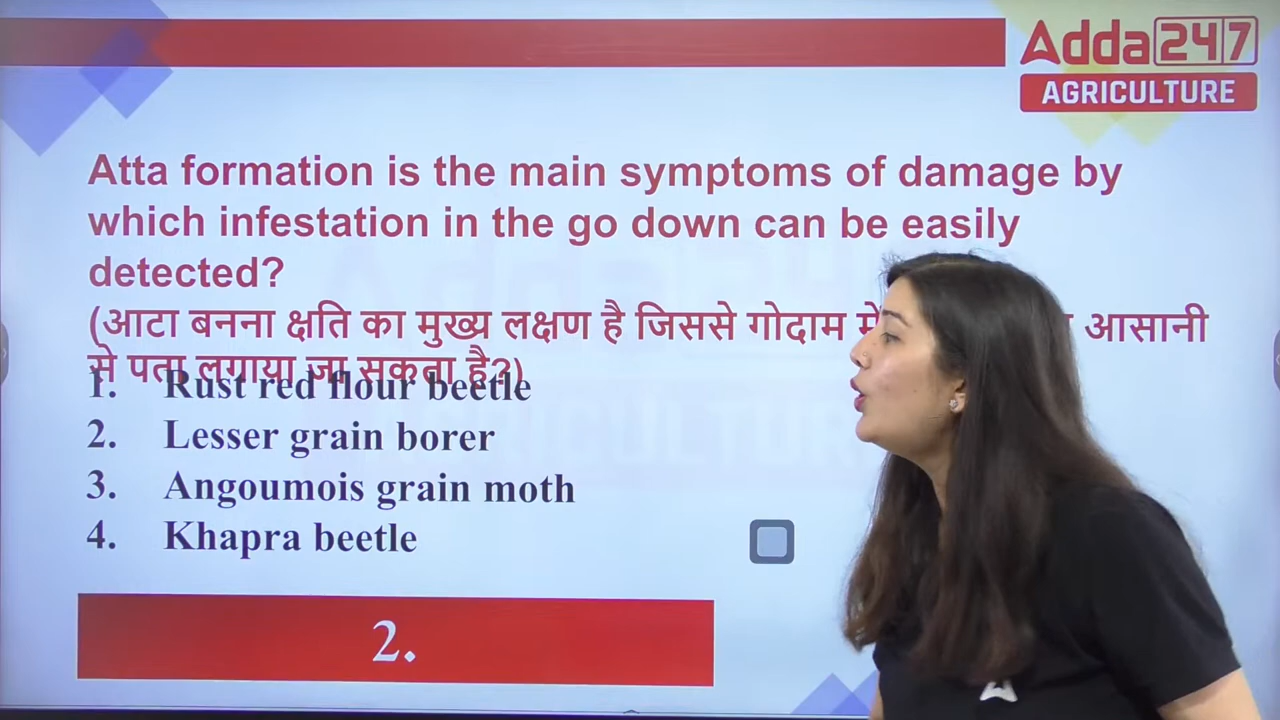 Adda247
AGRICULTURE
Atta formation is the main symptoms of damage by
which infestation in the go down can be easily
detected?
(आटा बनना क्षति का मुख्य लक्षण है जिससे गोदाम में आसानी
से पता लगाया जा सकता है?)
1. Rust red flour beetle
2. Lesser grain borer
3. Angoumois grain moth
4. Khapra beetle
2.